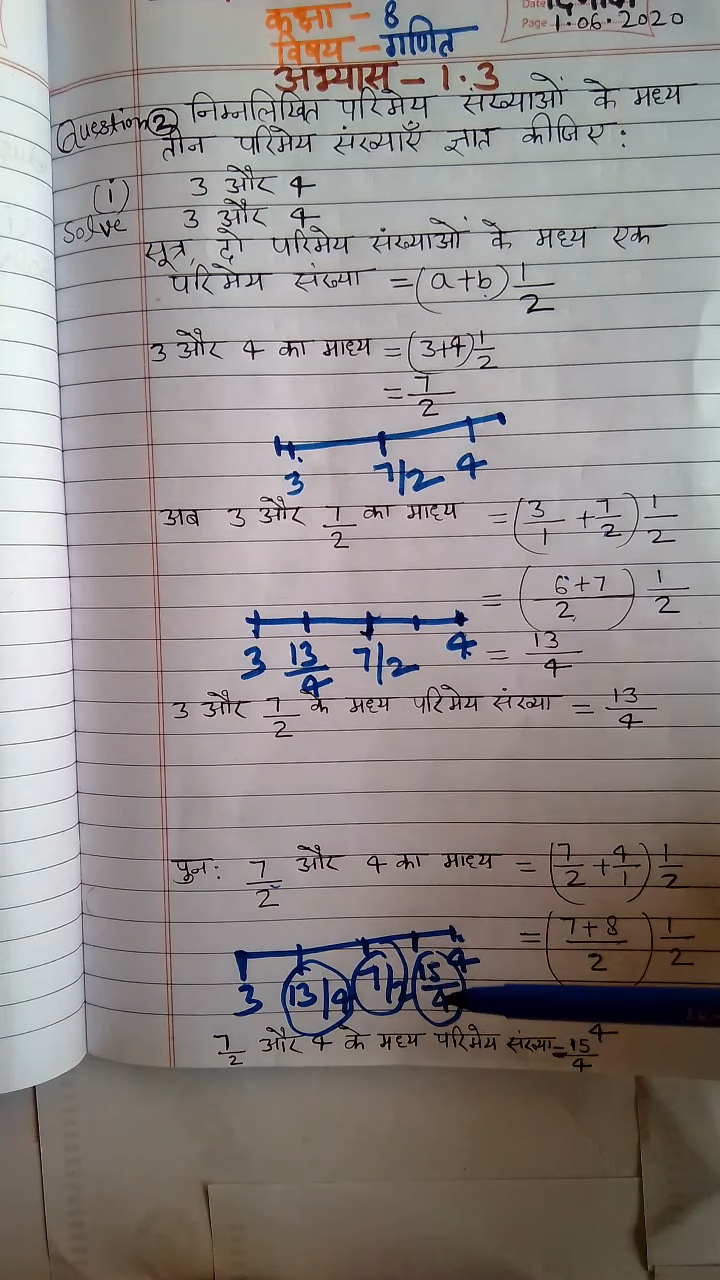 कक्षा - 8
विषय - गणित
Date
Page 1.06.2020
अभ्यास - 1.3
Question ② निम्नलिखित परिमेय संख्याओं के मध्य
तीन परिमेय संख्याएँ ज्ञात कीजिए:
(i) 3 और 4
Solve 3 और 4
सूत्र, दो परिमेय संख्याओं के मध्य एक
परिमेय संख्या = (a+b) 1/2
3 और 4 का माध्य = (3+4) 1/2
= 7/2
3 7/2 4
अब 3 और 7/2 का माध्य = (3/1 + 7/2) 1/2
= (6+7/2) 1/2
3 13/4 7/2 4 = 13/4
3 और 7/2 के मध्य परिमेय संख्या = 13/4
पुन: 7/2 और 4 का माध्य = (7/2 + 4/1) 1/2
= (7+8/2) 1/2
3 13/4 7/2 15/4 4
4
7/2 और 4 के मध्य परिमेय संख्या = 15/4